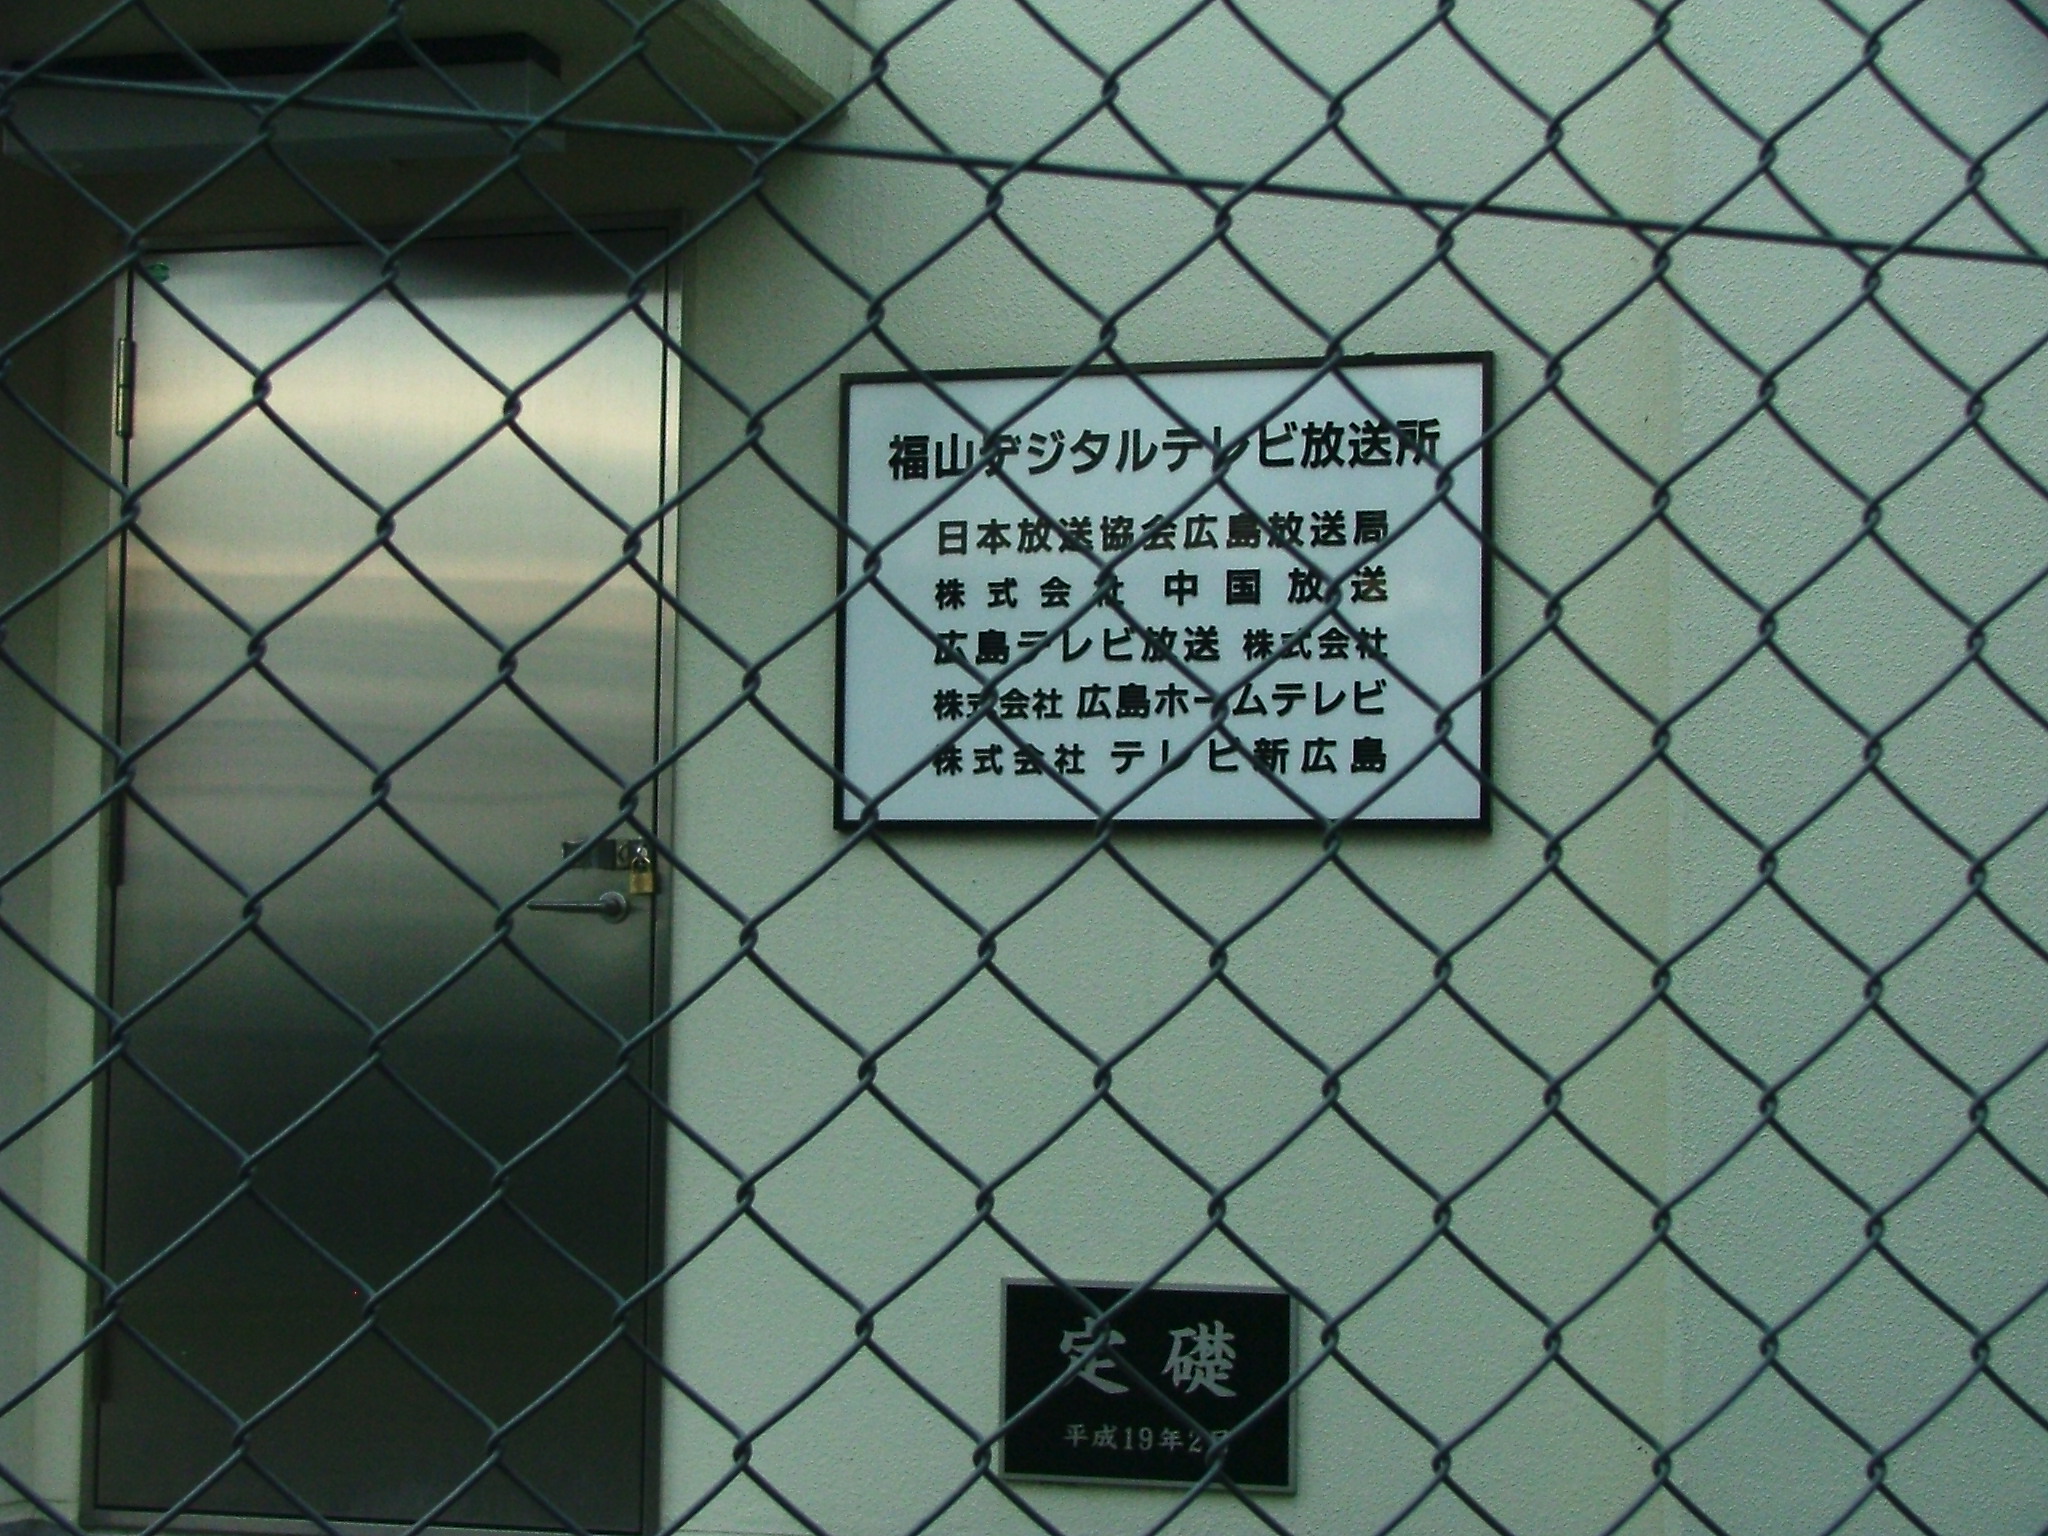 福山デジタルテレビ放送所
日本放送協会広島放送局
株式会社 中国放送
広島テレビ放送 株式会社
株式会社 広島ホームテレビ
株式会社 テレビ新広島
定礎
平成19年2月